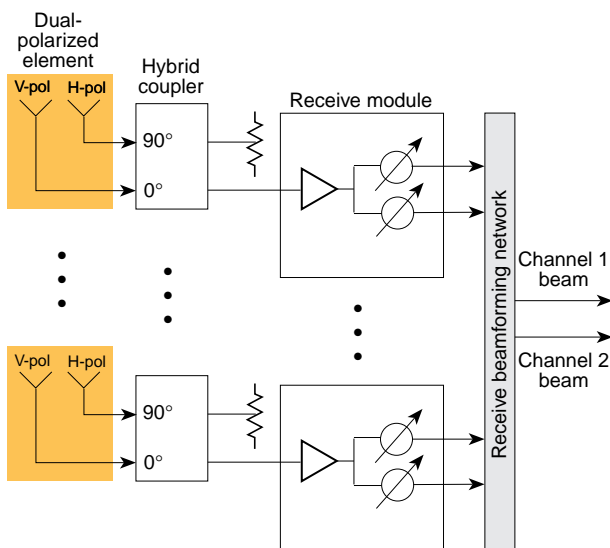 Dual-
polarized
element
V-pol H-pol
Hybrid
coupler
90°
0°
Receive module
Receive beamforming network
Channel 1
beam
Channel 2
beam
V-pol H-pol
90°
0°